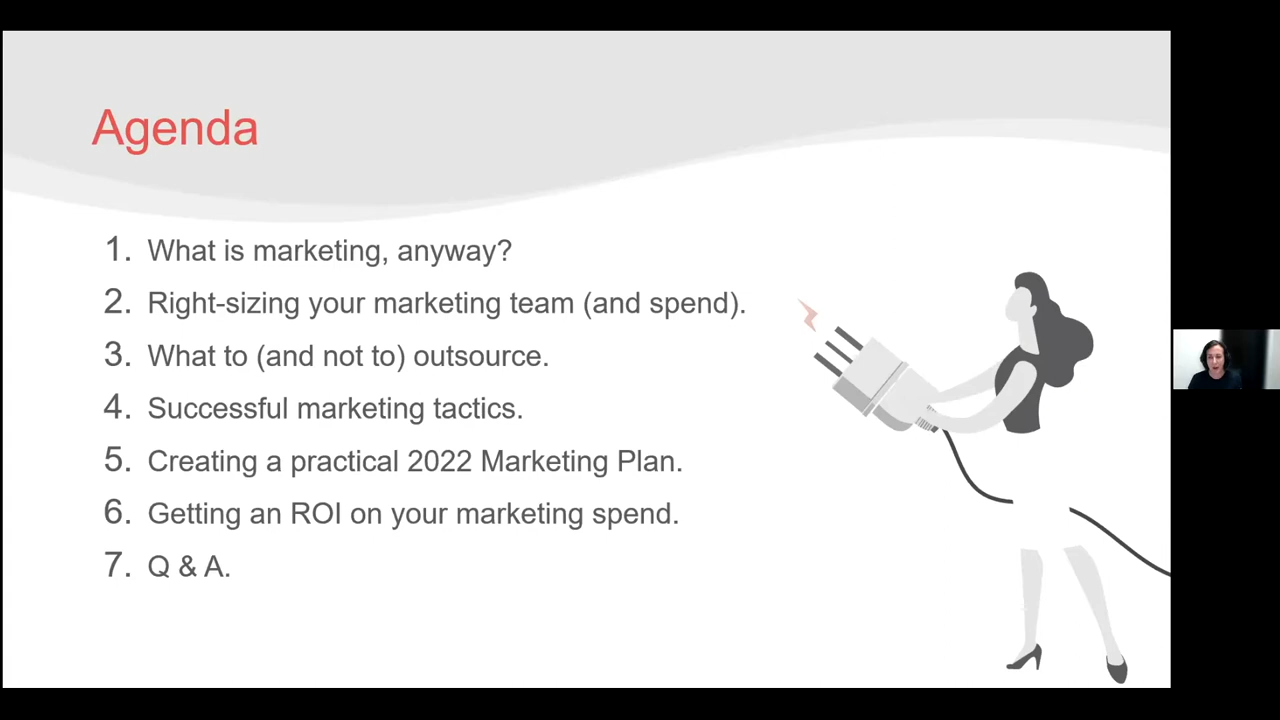 Agenda
1. What is marketing, anyway?
2. Right-sizing your marketing team (and spend).
3. What to (and not to) outsource.
4. Successful marketing tactics.
5. Creating a practical 2022 Marketing Plan.
6. Getting an ROI on your marketing spend.
7. Q & A.